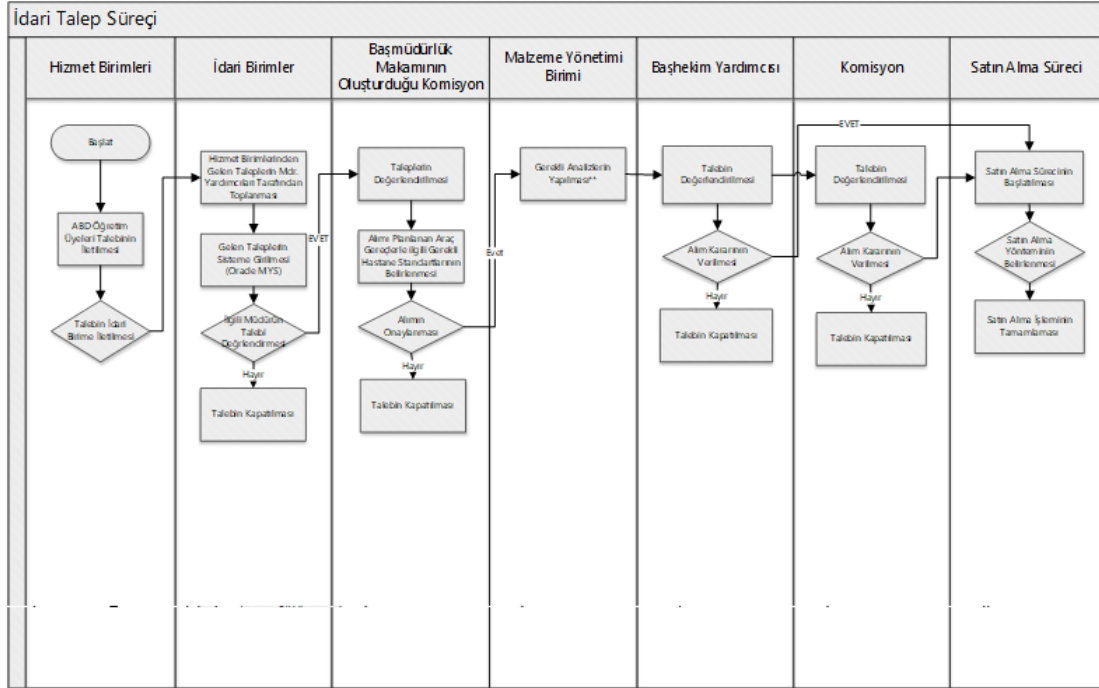 İdari Talep Süreçi
Hizmet Birimleri
İdari Birimler
Başmüdürlük
Makamının
Oluşturduğu Komisyon
Malzeme Yönetimi
Birimi
Başhekim Yardımcısı
Komisyon
Satın Alma Süreci
Başlat
ABD Öğretim
Üyeleri Talebinin
İletilmesi
Talebin İdari
Birime İletilmesi
Hizmet Birimlerinden
Gelen Taleplerin Mdr.
Yardımcıları Tarafından
Toplanması
Gelen Taleplerin
Sisteme Girilmesi
(Oracle MYS)
İlgili Müdürün
Talebi
Değrlendirmesi
Hayır
Talebin Kapatılması
EVET
Taleplerin
Değerlendirilmesi
Alımı Planlanan Araç
Gereçlerle ilgili Gerekli
Hastane Standartlarının
Belirlenmesi
Alımın
Onaylanması
Hayır
Talebin Kapatılması
Evet
Gerekli Analizlerin
Yapılması**
Talebin
Değerlendirilmesi
Alım Kararının
Verilmesi
Hayır
Talebin Kapatılması
EVET
Talebin
Değerlendirilmesi
Alım Kararının
Verilmesi
Hayır
Talebin Kapatılması
Satın Alma Sürecinin
Başlatılması
Satın Alma
Yönteminin
Belirlenmesi
Satın Alma İşleminin
Tamamlaması